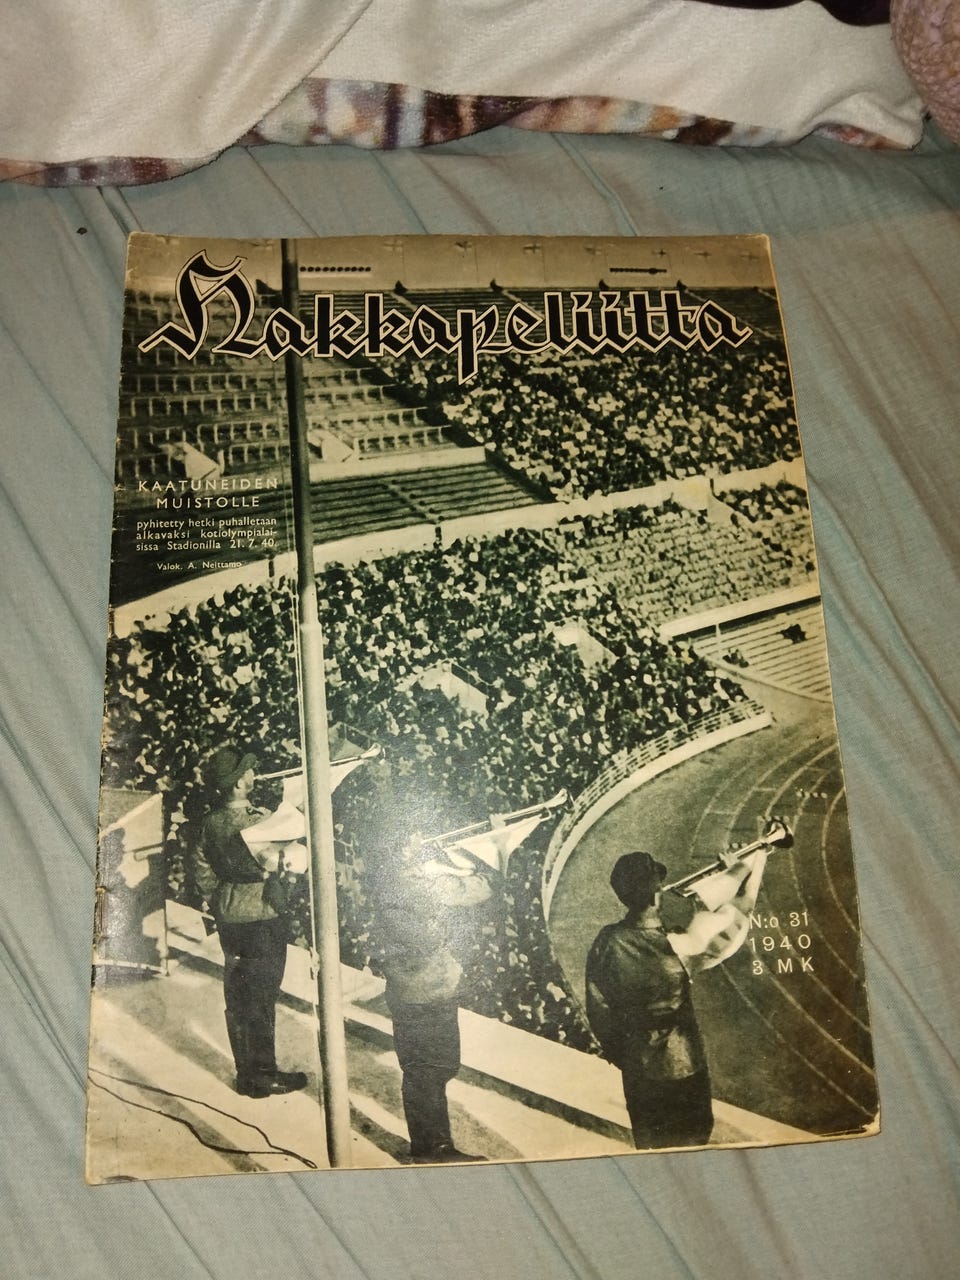 Hakkapeliitta
KAATUNEIDEN
MUISTOLLE
pyhitetty hetki puhalletaan
alkavaksi kotiolympialai-
sissa Stadionilla 21. 7. 40.
Valok. A. Neittamo
N:o 31
1940
3 MK